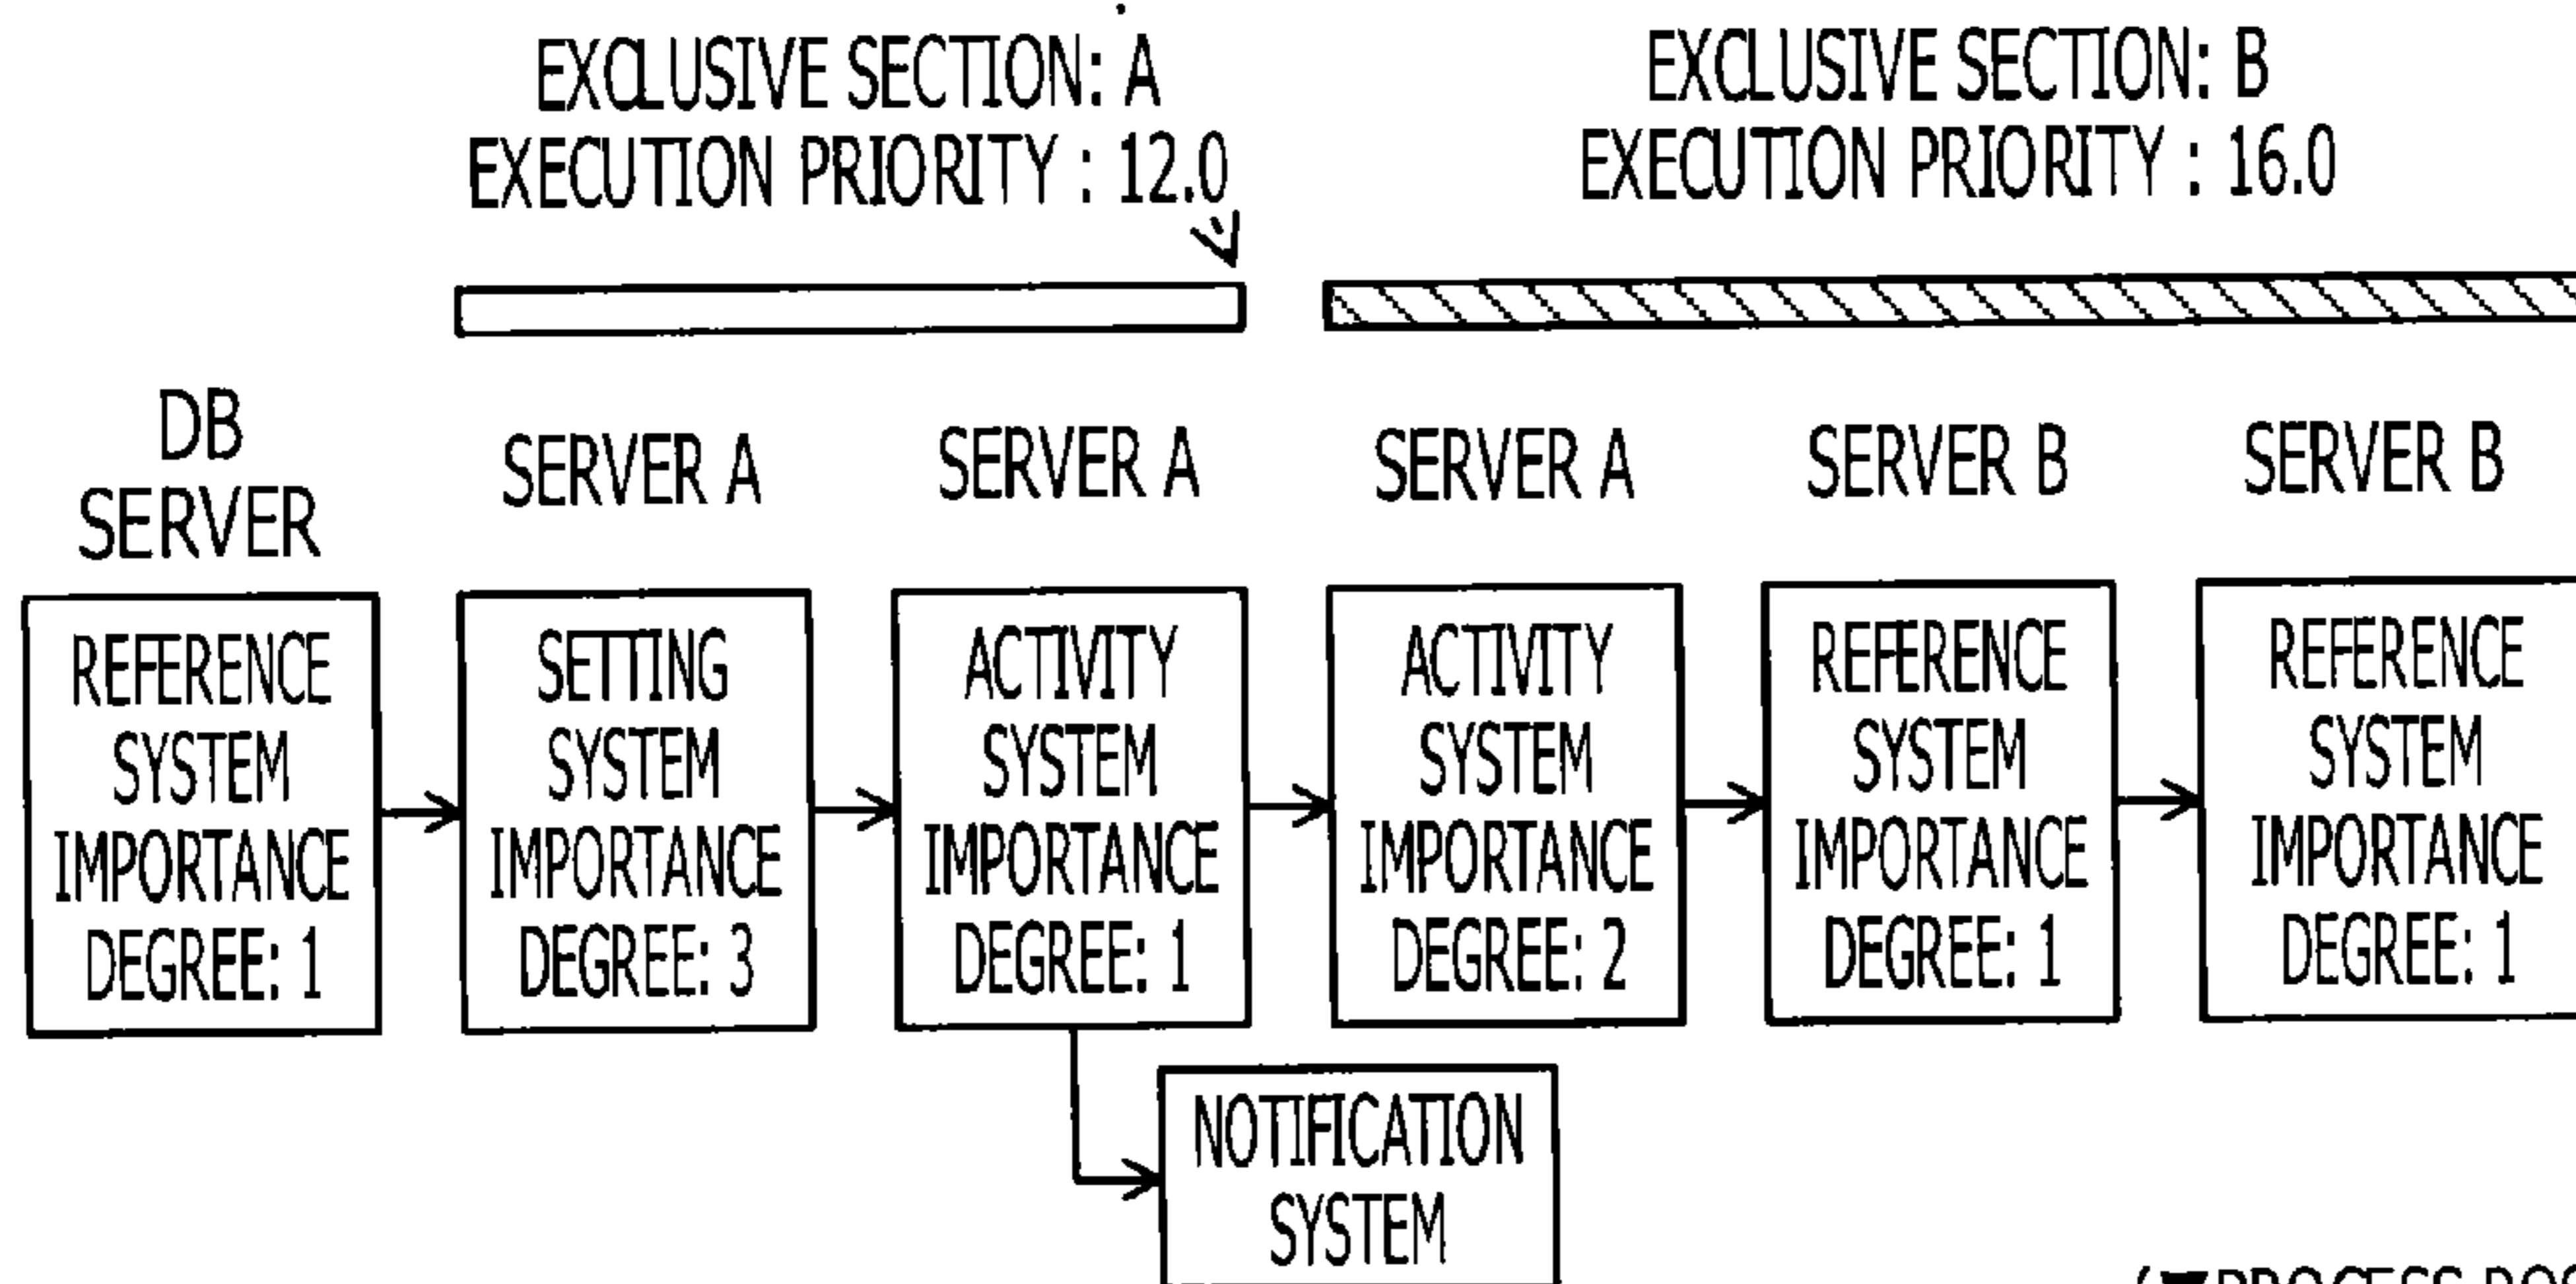 EXCLUSIVE SECTION: A
EXECUTION PRIORITY : 12.0
EXCLUSIVE SECTION: B
EXECUTION PRIORITY : 16.0
DB
SERVER
SERVER A
SERVER A
SERVER A
SERVER B
SERVER B
REFERENCE
SYSTEM
IMPORTANCE
DEGREE: 1
SETTING
SYSTEM
IMPORTANCE
DEGREE: 3
ACTIVITY
SYSTEM
IMPORTANCE
DEGREE: 1
ACTIVITY
SYSTEM
IMPORTANCE
DEGREE: 2
REFERENCE
SYSTEM
IMPORTANCE
DEGREE: 1
REFERENCE
SYSTEM
IMPORTANCE
DEGREE: 1
NOTIFICATION
SYSTEM
(▼PROCESS